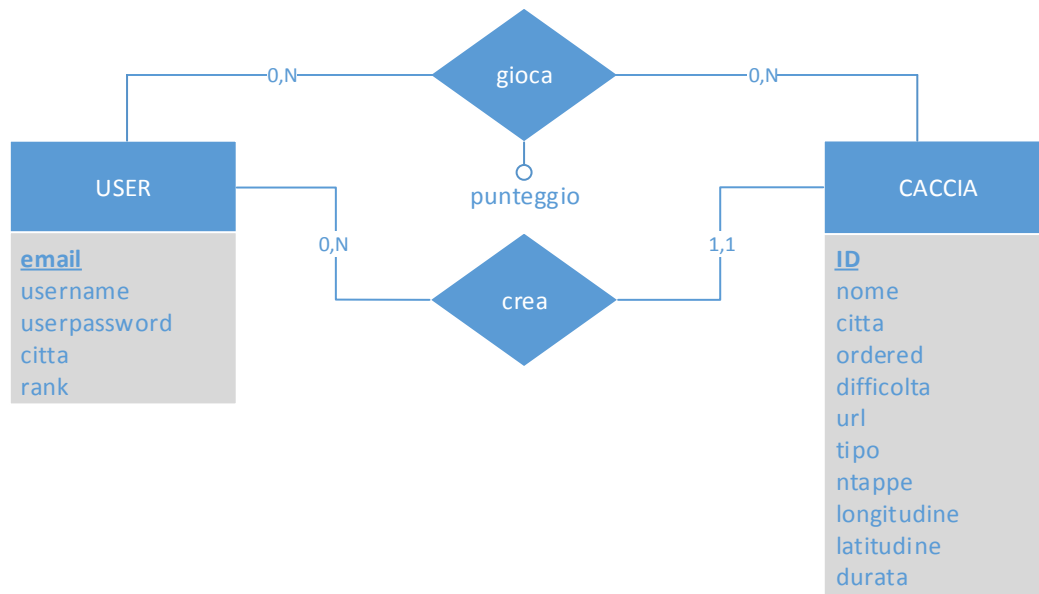 gioca
0,N
0,N
punteggio
USER
email
username
userpassword
citta
rank
0,N
crea
1,1
CACCIA
ID
nome
citta
ordered
difficolta
url
tipo
ntappe
longitudine
latitudine
durata